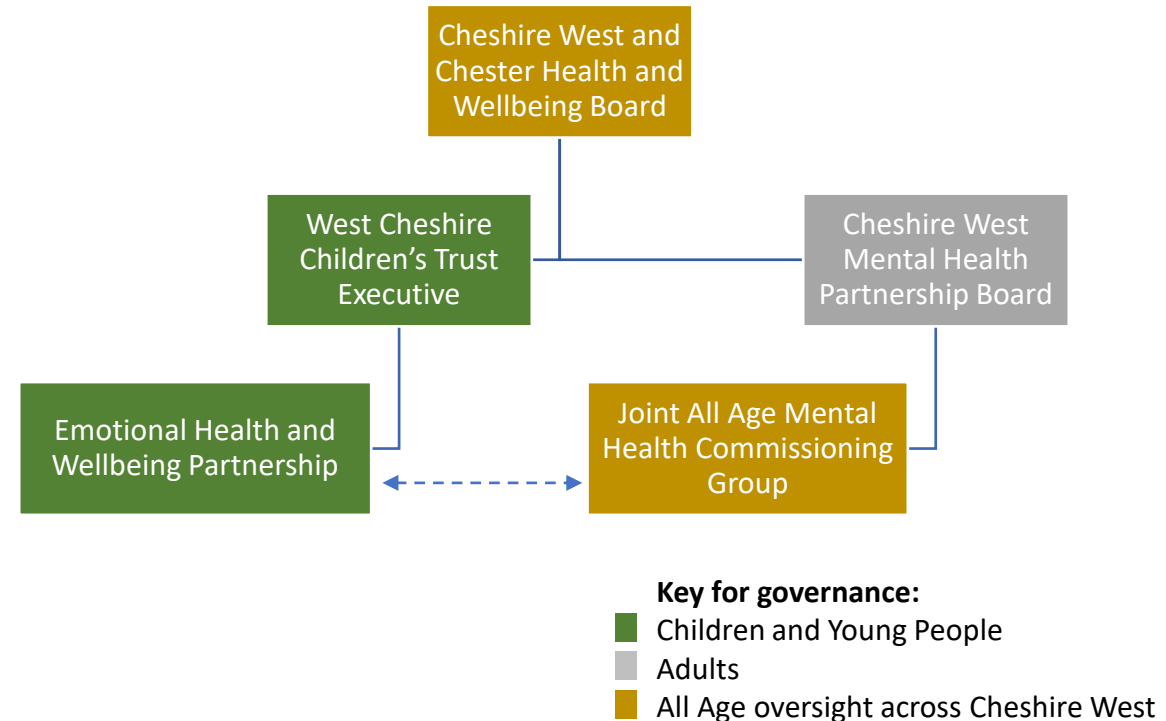 Cheshire West and
Chester Health and
Wellbeing Board
West Cheshire
Children’s Trust
Executive
Cheshire West
Mental Health
Partnership Board
Emotional Health and
Wellbeing Partnership
Joint All Age Mental
Health Commissioning
Group
Key for governance:
Children and Young People
Adults
All Age oversight across Cheshire West